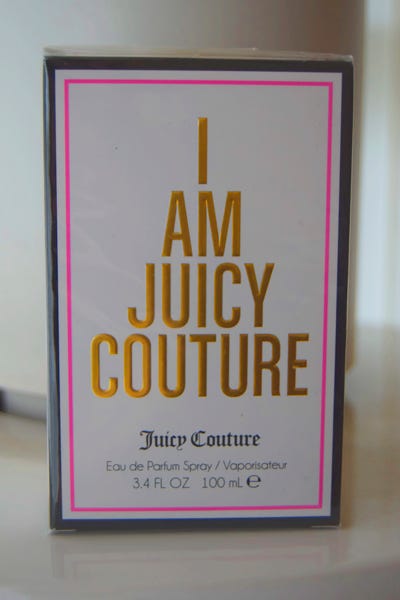 I
AM
JUICY
COUTURE
Juicy Couture
Eau de Parfum Spray / Vaporisateur
3.4 FL OZ 100 mL ℮